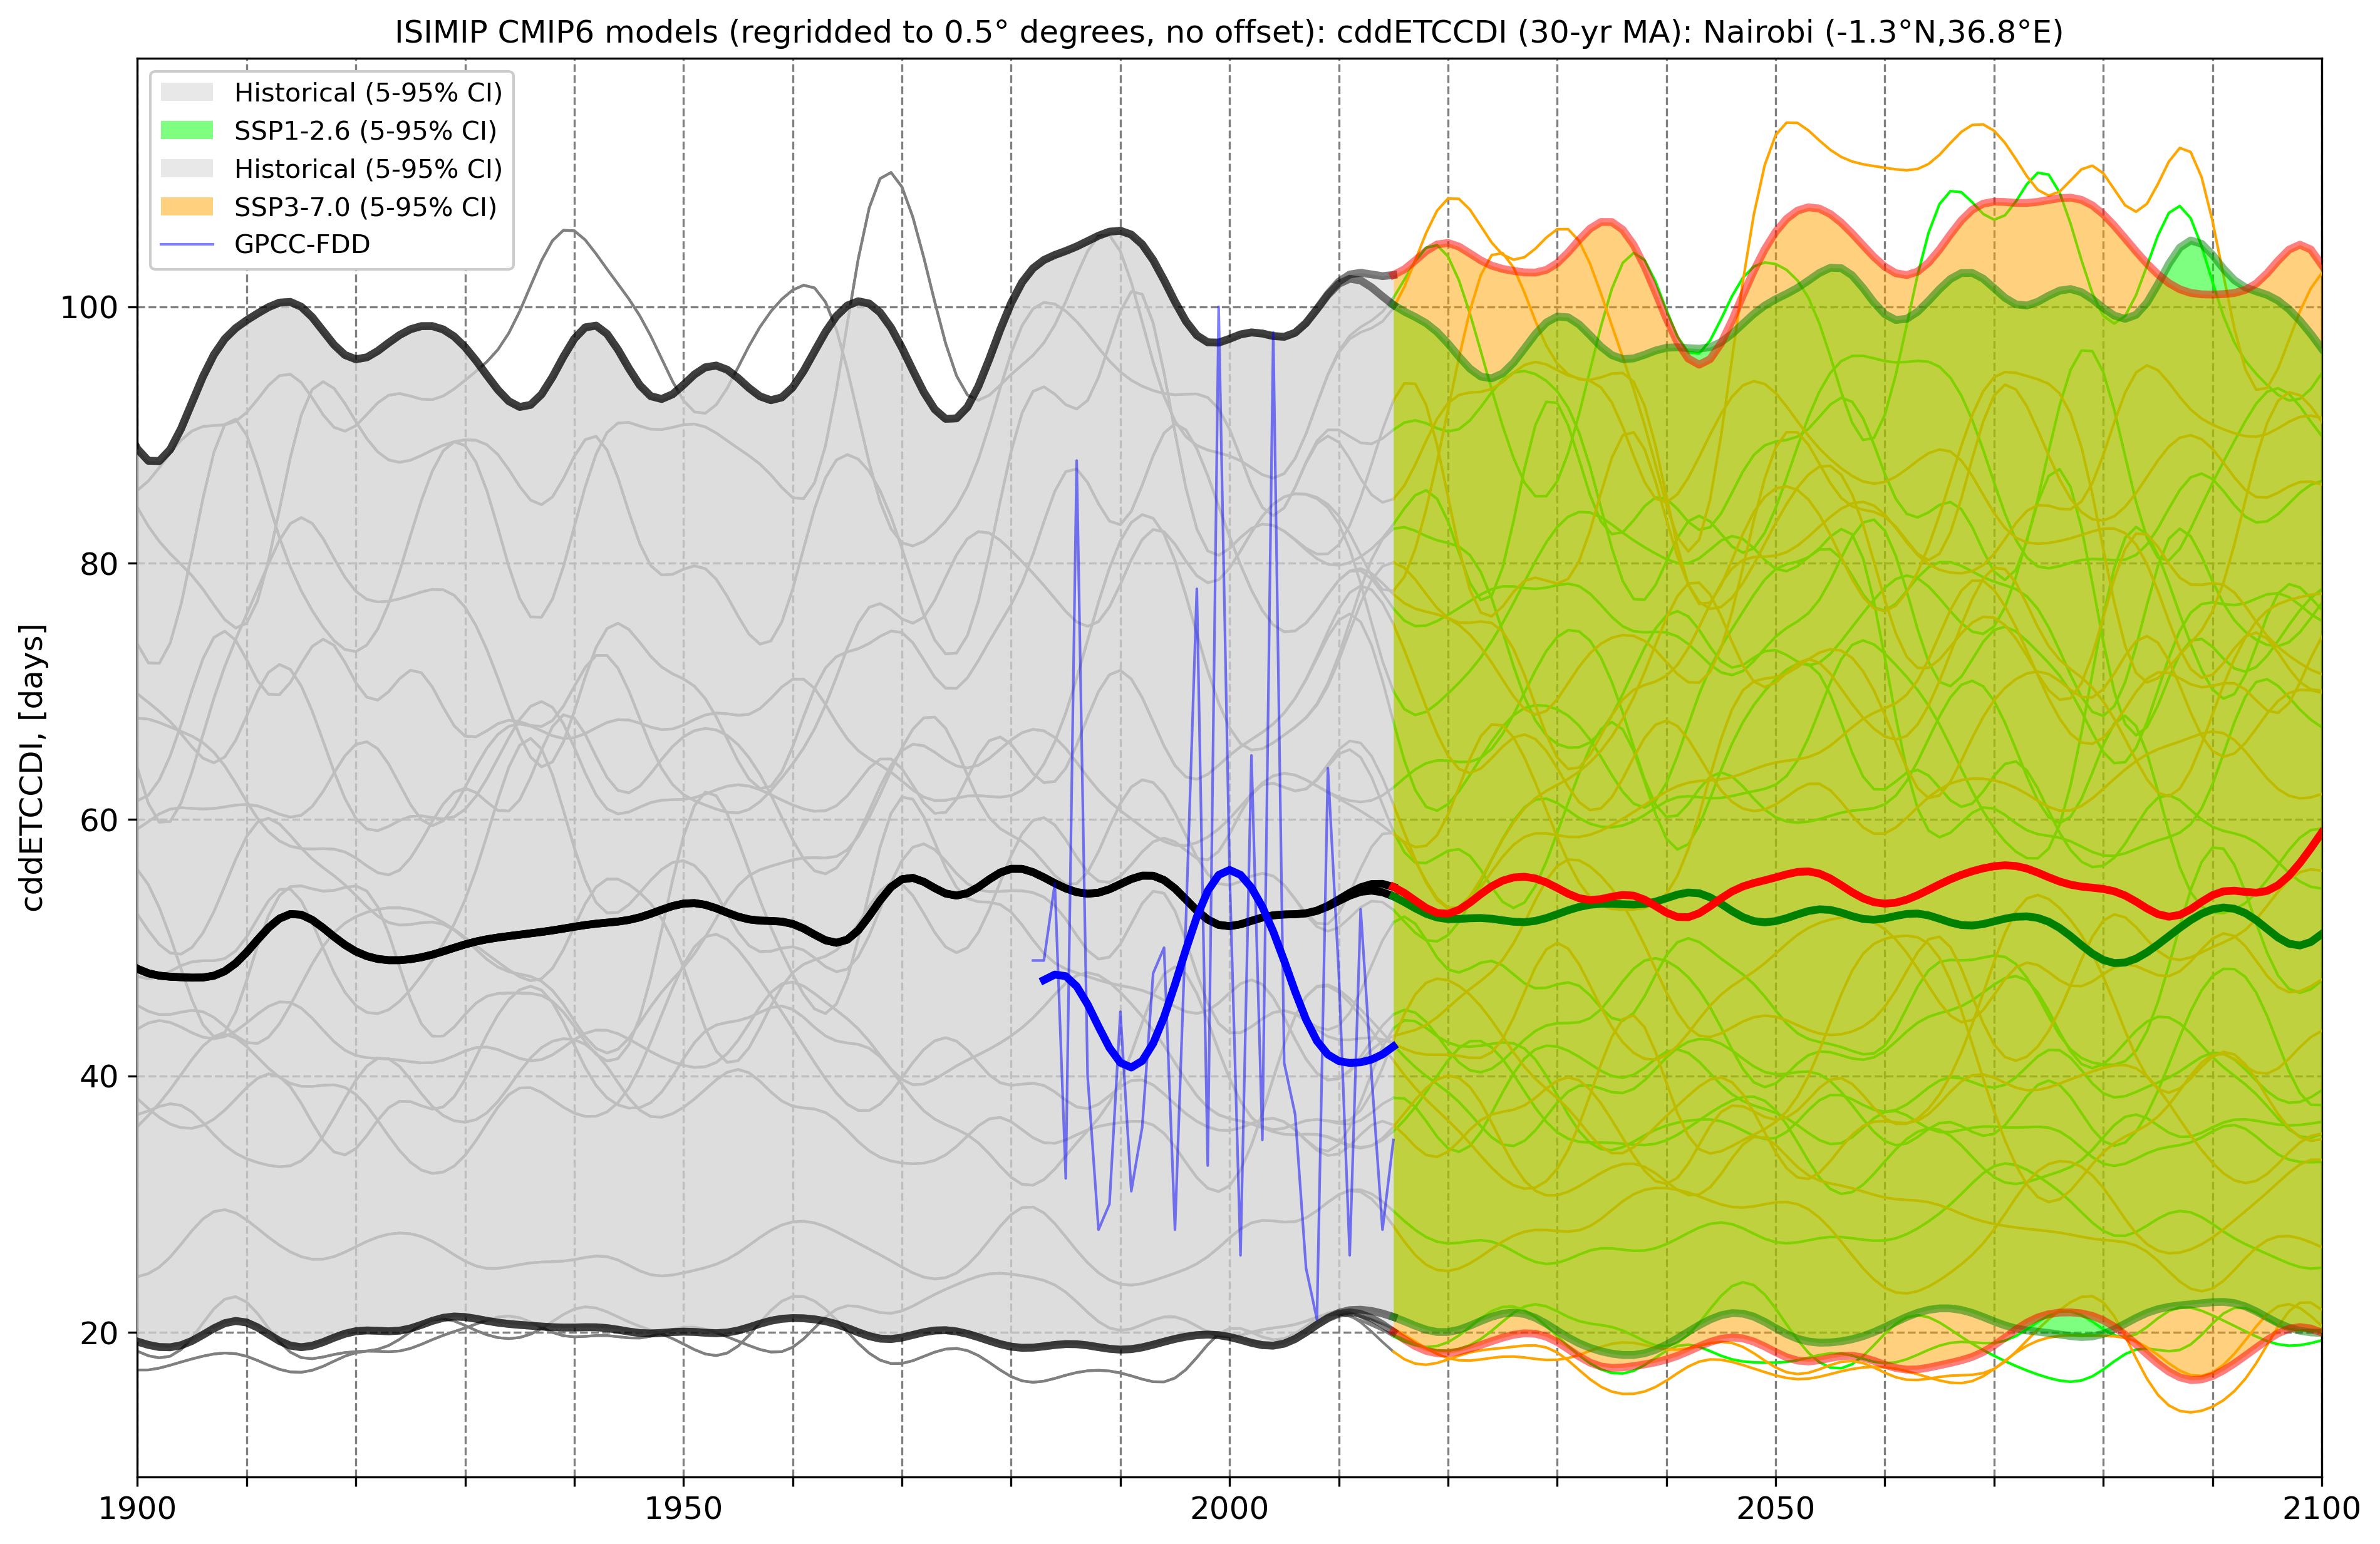 ISIMIP CMIP6 models (regridded to 0.5° degrees, no offset): cddETCCDI (30-yr MA): Nairobi (-1.3°N,36.8°E)
Historical (5-95% CI)
SSP1-2.6 (5-95% CI)
Historical (5-95% CI)
SSP3-7.0 (5-95% CI)
GPCC-FDD
cddETCCDI, [days]
100
80
60
40
20
1900 1950 2000 2050 2100